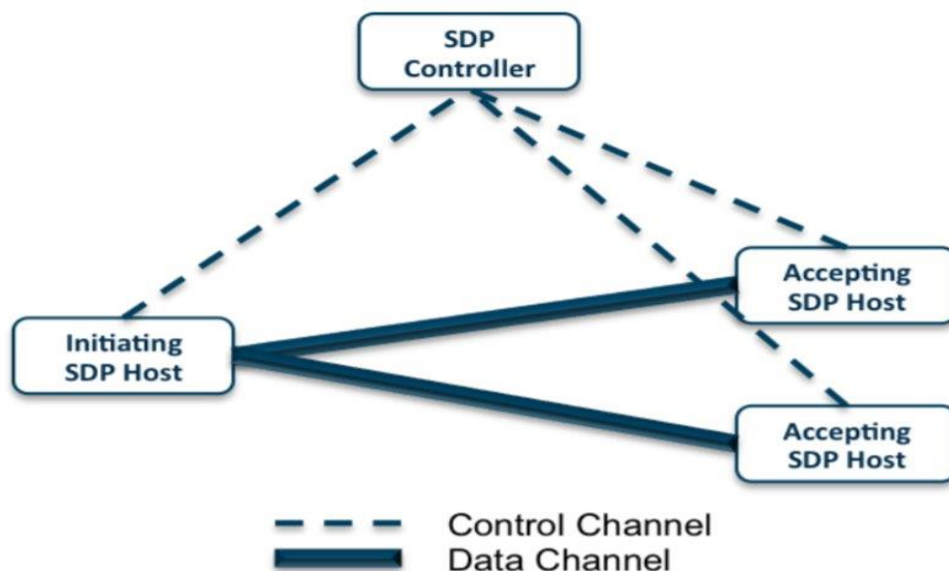 SDP
Controller
Accepting
SDP Host
Initiating
SDP Host
Accepting
SDP Host
Control Channel
Data Channel